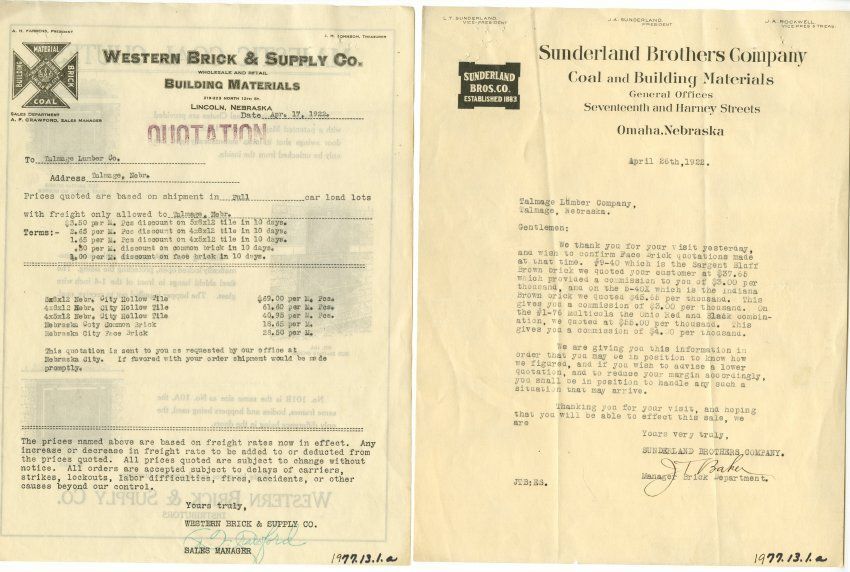 A. H. FARRENS, PRESIDENT
J. H. JOHNSON, TREASURER
MATERIAL
BUILDING
BRICK
COAL
WESTERN BRICK & SUPPLY CO.
WHOLESALE AND RETAIL
BUILDING MATERIALS
LINCOLN, NEBRASKA
SALES DEPARTMENT
A. F. CRAWFORD, SALES MANAGER
Date Apr. 17, 1922.
QUOTATION
To Talmage Lumber Co.
Address Talmage, Nebr.
Prices quoted are based on shipment in Full car load lots
with freight only allowed to Talmage, Nebr.
$3.50 per M. Pcs discount on 5x8x12 tile in 10 days.
Terms:- 2.65 per M. Pcs discount on 4x8x12 tile in 10 days.
1.65 per M. Pcs discount on 4x5x12 tile in 10 days.
.50 per M. discount on common brick in 10 days.
1.00 per M. discount on face brick in 10 days.
5x8x12 Nebr. City Hollow Tile $69.00 per M. Pcs.
4x8x12 Nebr. City Hollow Tile 61.60 per M. Pcs.
4x5x12 Nebr. City Hollow Tile 40.95 per M. Pcs.
Nebraska Coty Common Brick 18.65 per M.
Nebraska City Face Brick 28.50 per M.
This quotation is sent to you as requested by our office at
Nebraska City. If favored with your order shipment would be made
promptly.
The prices named above are based on freight rates now in effect. Any
increase or decrease in freight rate to be added to or deducted from
the prices quoted. All prices quoted are subject to change without
notice. All orders are accepted subject to delays of carriers,
strikes, lockouts, labor difficulties, fires, accidents, or other
causes beyond our control.
Yours truly,
WESTERN BRICK & SUPPLY CO.
SALES MANAGER
1977.13.1.a
L. T. SUNDERLAND, VICE-PRESIDENT
J. A. SUNDERLAND, PRESIDENT
J. A. ROCKWELL, VICE-PRES & TREAS.
SUNDERLAND
BROS. CO.
ESTABLISHED 1883
Sunderland Brothers Company
Coal and Building Materials
General Offices
Seventeenth and Harney Streets
Omaha, Nebraska
April 26th, 1922.
Talmage Lumber Company,
Talmage, Nebraska.
Gentlemen:
We thank you for your visit yesterday,
and wish to confirm Face Brick quotations made
at that time. #9-40 which is the Sargent Bluff
Brown brick we quoted your customer at $37.65
which provided a commission to you of $3.00 per
thousand, and on the B-40X which is the Indiana
Brown brick we quoted $45.65 per thousand. This
gives you a commission of $3.00 per thousand. On
the #1-76 Multicola the Ohio Red and Black combin-
ation, we quoted at $55.00 per thousand. This
gives you a commission of $4.00 per thousand.
We are giving you this information in
order that you may be in position to know how
we figured, and if you wish to advise a lower
quotation, and to reduce your margin accordingly,
you shall be in position to handle any such a
situation that may arrive.
Thanking you for your visit, and hoping
that you will be able to effect this sale, we
are
Yours very truly,
SUNDERLAND BROTHERS COMPANY.
J T Baker
Manager Brick Department.
JTB:ES.
1977.13.1.a